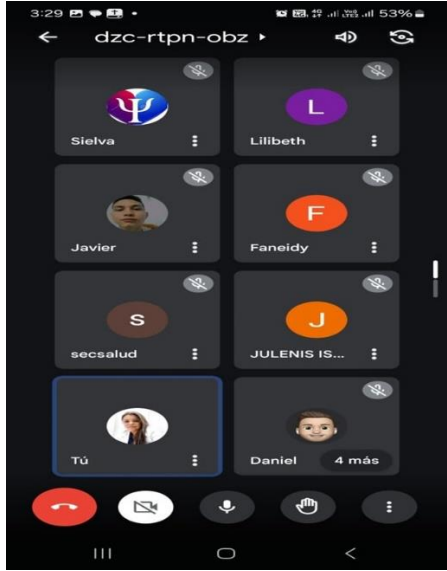 3:29 53%
dzc-rtpn-obz
Sielva Lilibeth
Javier Faneidy
secsalud JULENIS IS...
Tú Daniel 4 más
L
F
S
J